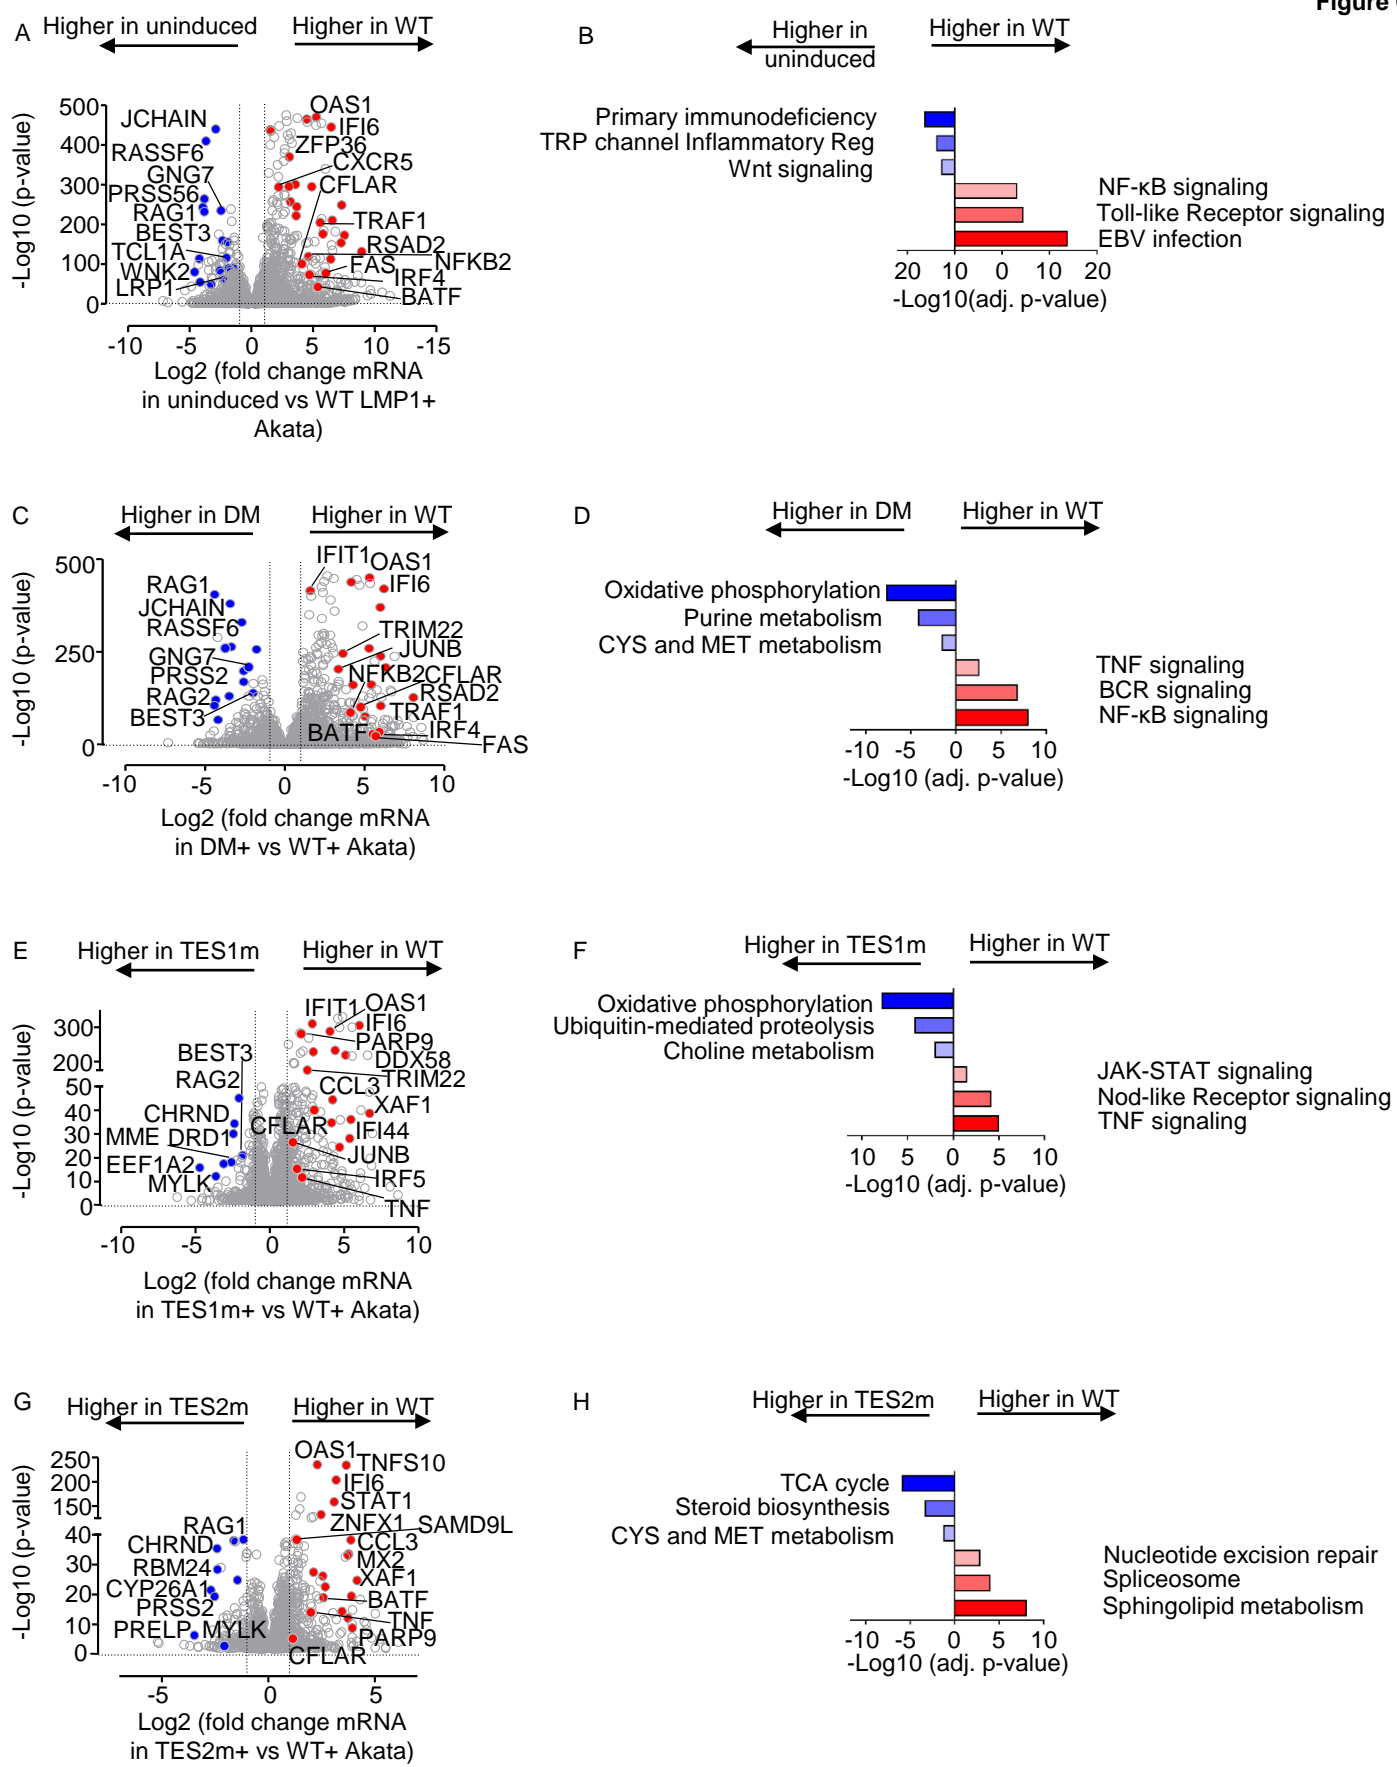 Figure
A
Higher in uninduced
Higher in WT
-Log10 (p-value)
500
400
300
200
100
0
JCHAIN
RASSF6
GNG7
PRSS56
RAG1
BEST3
TCL1A
WNK2
LRP1
OAS1
IFI6
ZFP36
CXCR5
CFLAR
TRAF1
RSAD2
NFKB2
FAS
IRF4
BATF
-10 -5 0 5 10 -15
Log2 (fold change mRNA
in uninduced vs WT LMP1+
Akata)
B
Higher in
uninduced
Higher in WT
Primary immunodeficiency
TRP channel Inflammatory Reg
Wnt signaling
NF-κB signaling
Toll-like Receptor signaling
EBV infection
20 10 0 10 20
-Log10(adj. p-value)
C
Higher in DM
Higher in WT
-Log10 (p-value)
500
250
0
RAG1
JCHAIN
RASSF6
GNG7
PRSS2
RAG2
BEST3
IFIT1
OAS1
IFI6
TRIM22
JUNB
NFKB2
CFLAR
RSAD2
TRAF1
BATF
IRF4
FAS
-10 -5 0 5 10
Log2 (fold change mRNA
in DM+ vs WT+ Akata)
D
Higher in DM
Higher in WT
Oxidative phosphorylation
Purine metabolism
CYS and MET metabolism
TNF signaling
BCR signaling
NF-κB signaling
-10 -5 0 5 10
-Log10 (adj. p-value)
E
Higher in TES1m
Higher in WT
-Log10 (p-value)
300
200
50
40
30
20
10
0
BEST3
RAG2
CHRND
MME
DRD1
EEF1A2
MYLK
IFIT1
OAS1
IFI6
PARP9
DDX58
TRIM22
CCL3
XAF1
CFLAR
IFI44
JUNB
IRF5
TNF
-10 -5 0 5 10
Log2 (fold change mRNA
in TES1m+ vs WT+ Akata)
F
Higher in TES1m
Higher in WT
Oxidative phosphorylation
Ubiquitin-mediated proteolysis
Choline metabolism
JAK-STAT signaling
Nod-like Receptor signaling
TNF signaling
10 5 0 5 10
-Log10 (adj. p-value)
G
Higher in TES2m
Higher in WT
-Log10 (p-value)
250
200
150
40
30
20
10
0
RAG1
CHRND
RBM24
CYP26A1
PRSS2
PRELP
MYLK
OAS1
TNFS10
IFI6
STAT1
ZNFX1
SAMD9L
CCL3
MX2
XAF1
BATF
TNF
PARP9
CFLAR
-5 0 5
Log2 (fold change mRNA
in TES2m+ vs WT+ Akata)
H
Higher in TES2m
Higher in WT
TCA cycle
Steroid biosynthesis
CYS and MET metabolism
Nucleotide excision repair
Spliceosome
Sphingolipid metabolism
-10 -5 0 5 10
-Log10 (adj. p-value)